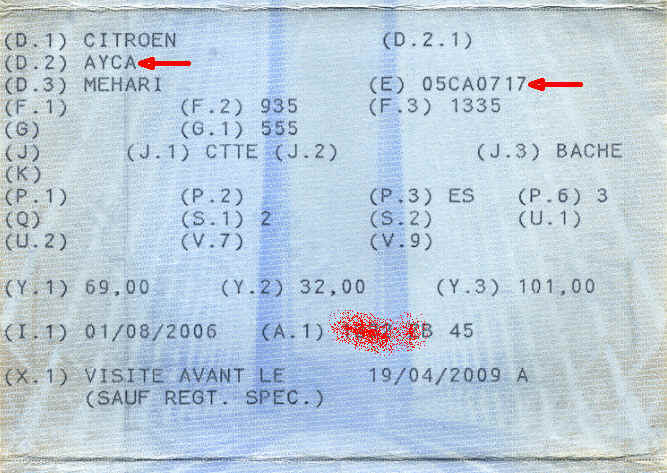 (D.1) CITROEN (D.2.1)
(D.2) AYCA
(D.3) MEHARI (E) 05CA0717
(F.1) (F.2) 935 (F.3) 1335
(G) (G.1) 555
(J) (J.1) CTTE (J.2) (J.3) BACHE
(K)
(P.1) (P.2) (P.3) ES (P.6) 3
(Q) (S.1) 2 (S.2) (U.1)
(U.2) (V.7) (V.9)
(Y.1) 69,00 (Y.2) 32,00 (Y.3) 101,00
(I.1) 01/08/2006 (A.1) 45
(X.1) VISITE AVANT LE 19/04/2009 A
(SAUF REGT. SPEC.)